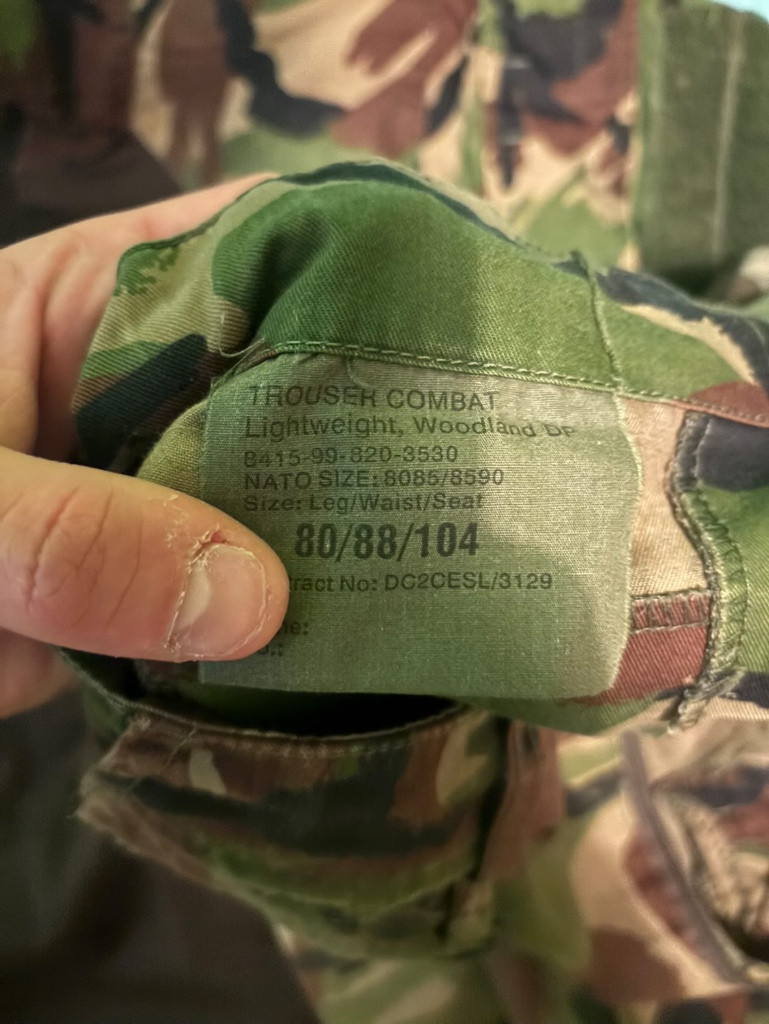 TROUSER COMBAT
Lightweight, Woodland DP
8415-99-820-3530
NATO SIZE: 8085/8590
Size: Leg/Waist/Seat
80/88/104
tract No: DC2CESL/3129